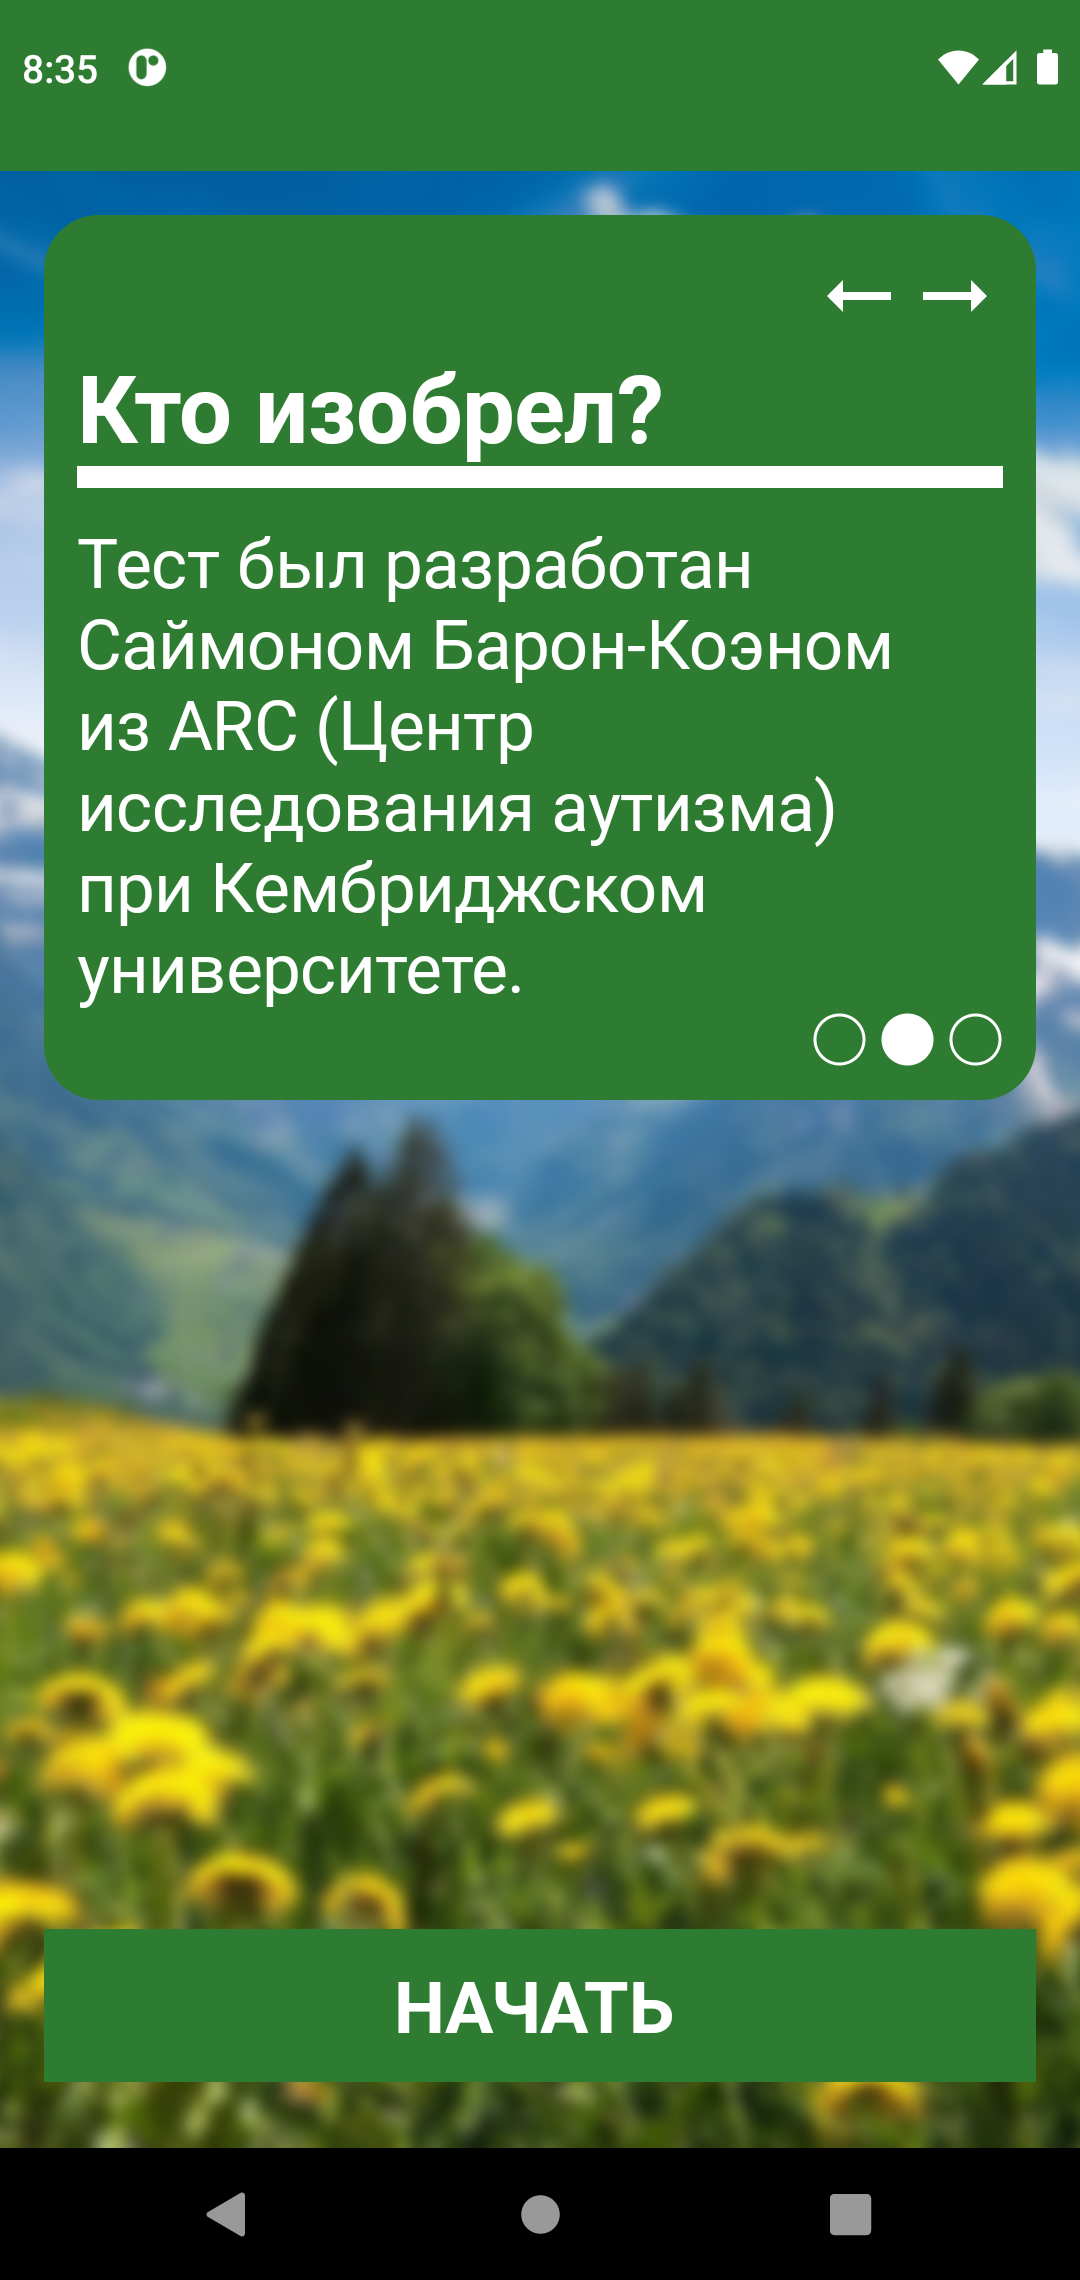 8:35
Кто изобрел?
Тест был разработан
Саймоном Барон-Коэном
из ARC (Центр
исследования аутизма)
при Кембриджском
университете.
НАЧАТЬ